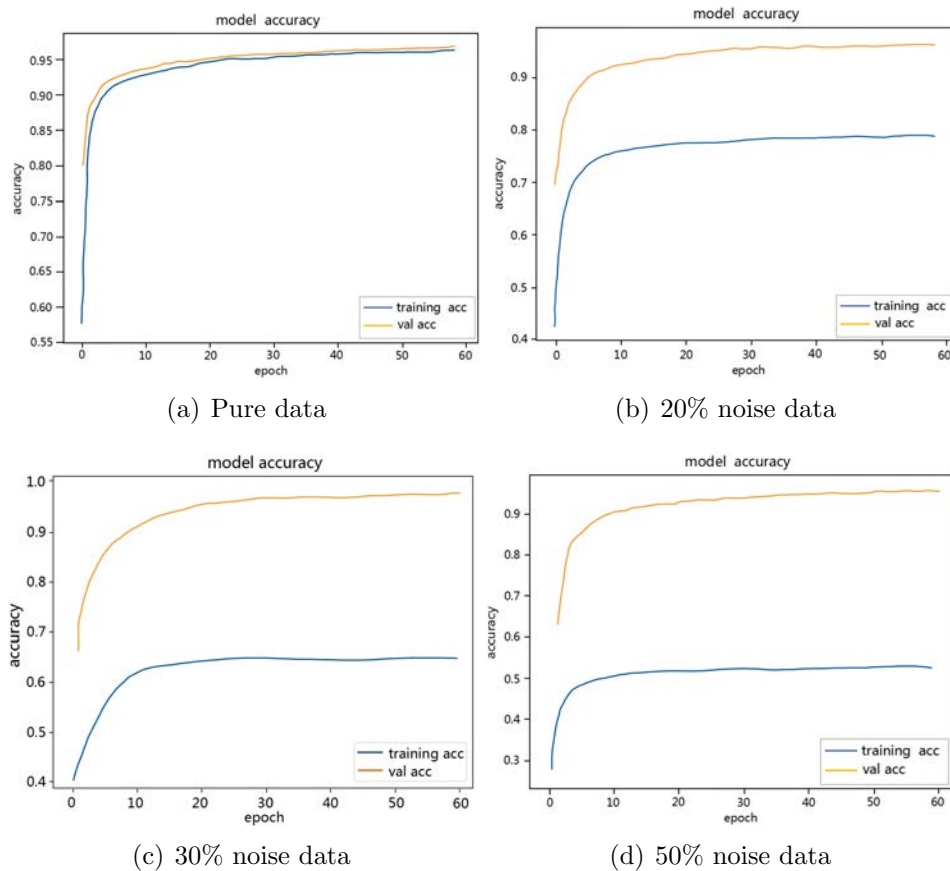 model accuracy
accuracy
0.95
0.90
0.85
0.80
0.75
0.70
0.65
0.60
0.55
0 10 20 30 40 50 60
epoch
training acc
val acc
(a) Pure data
model accuracy
accuracy
0.9
0.8
0.7
0.6
0.5
0.4
0 10 20 30 40 50 60
epoch
training acc
val acc
(b) 20% noise data
model accuracy
accuracy
1.0
0.9
0.8
0.7
0.6
0.5
0.4
0 10 20 30 40 50 60
epoch
training acc
val acc
(c) 30% noise data
model accuracy
accuracy
0.9
0.8
0.7
0.6
0.5
0.4
0.3
0 10 20 30 40 50 60
epoch
training acc
val acc
(d) 50% noise data